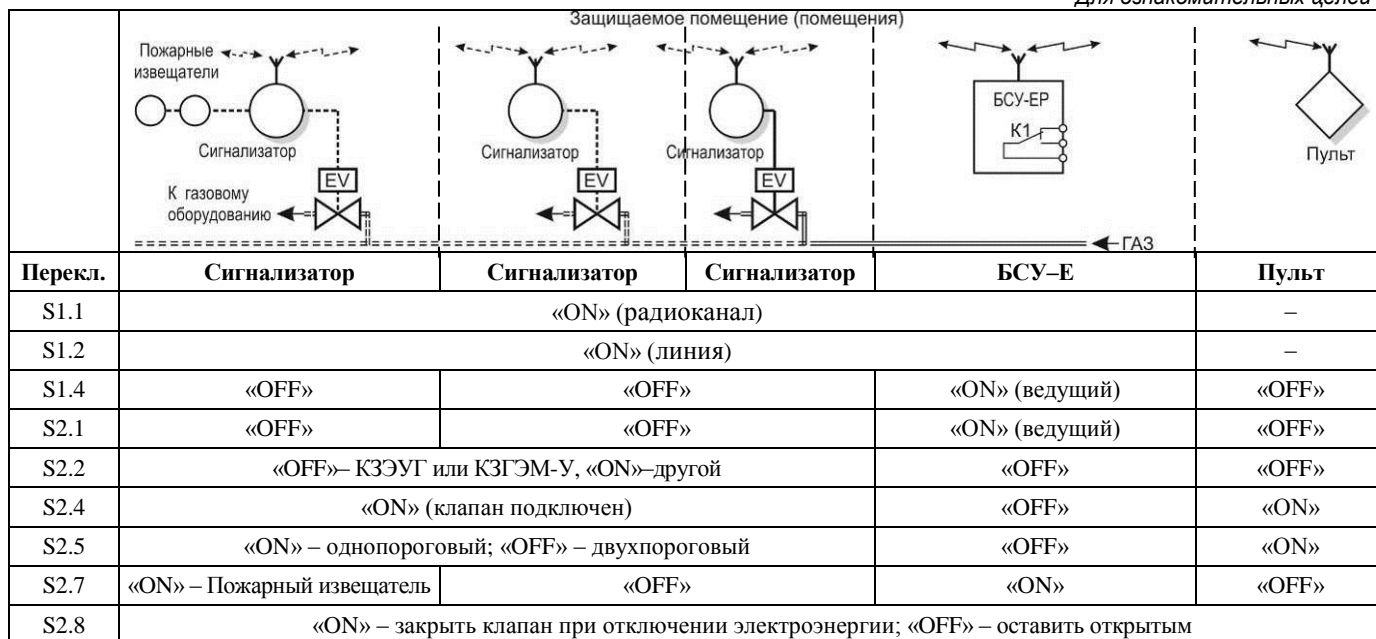 Для ознакомительных целей
Защищаемое помещение (помещения)
Пожарные
извещатели
БСУ-ЕР
К1
Сигнализатор
Сигнализатор
Сигнализатор
Пульт
EV
EV
EV
К газовому
оборудованию
ГАЗ
Перекл. Сигнализатор Сигнализатор Сигнализатор БСУ–Е Пульт
S1.1 «ON» (радиоканал) –
S1.2 «ON» (линия) –
S1.4 «OFF» «OFF» «ON» (ведущий) «OFF»
S2.1 «OFF» «OFF» «ON» (ведущий) «OFF»
S2.2 «OFF»– КЗЭУГ или КЗГЭМ-У, «ON»–другой «OFF» «OFF»
S2.4 «ON» (клапан подключен) «OFF» «ON»
S2.5 «ON» – однопороговый; «OFF» – двухпороговый «OFF» «ON»
S2.7 «ON» – Пожарный извещатель «OFF» «ON» «OFF»
S2.8 «ON» – закрыть клапан при отключении электроэнергии; «OFF» – оставить открытым